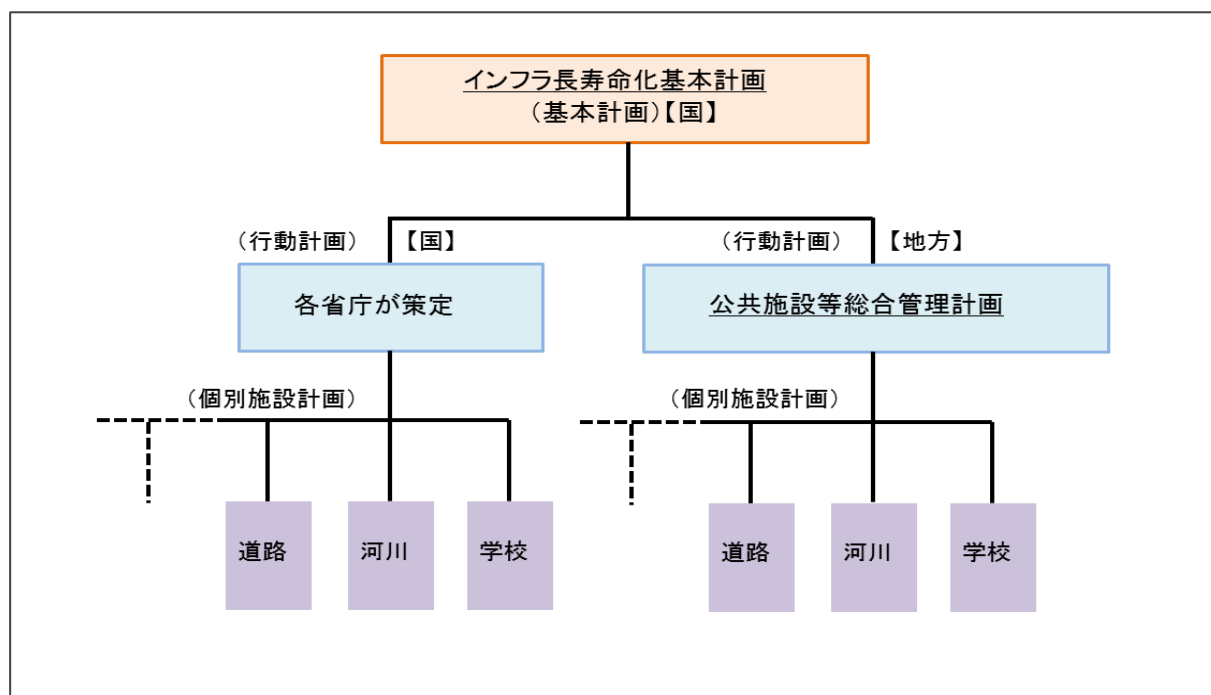 インフラ長寿命化基本計画
(基本計画)【国】
(行動計画) 【国】
(行動計画) 【地方】
各省庁が策定
公共施設等総合管理計画
(個別施設計画)
(個別施設計画)
道路
河川
学校
道路
河川
学校